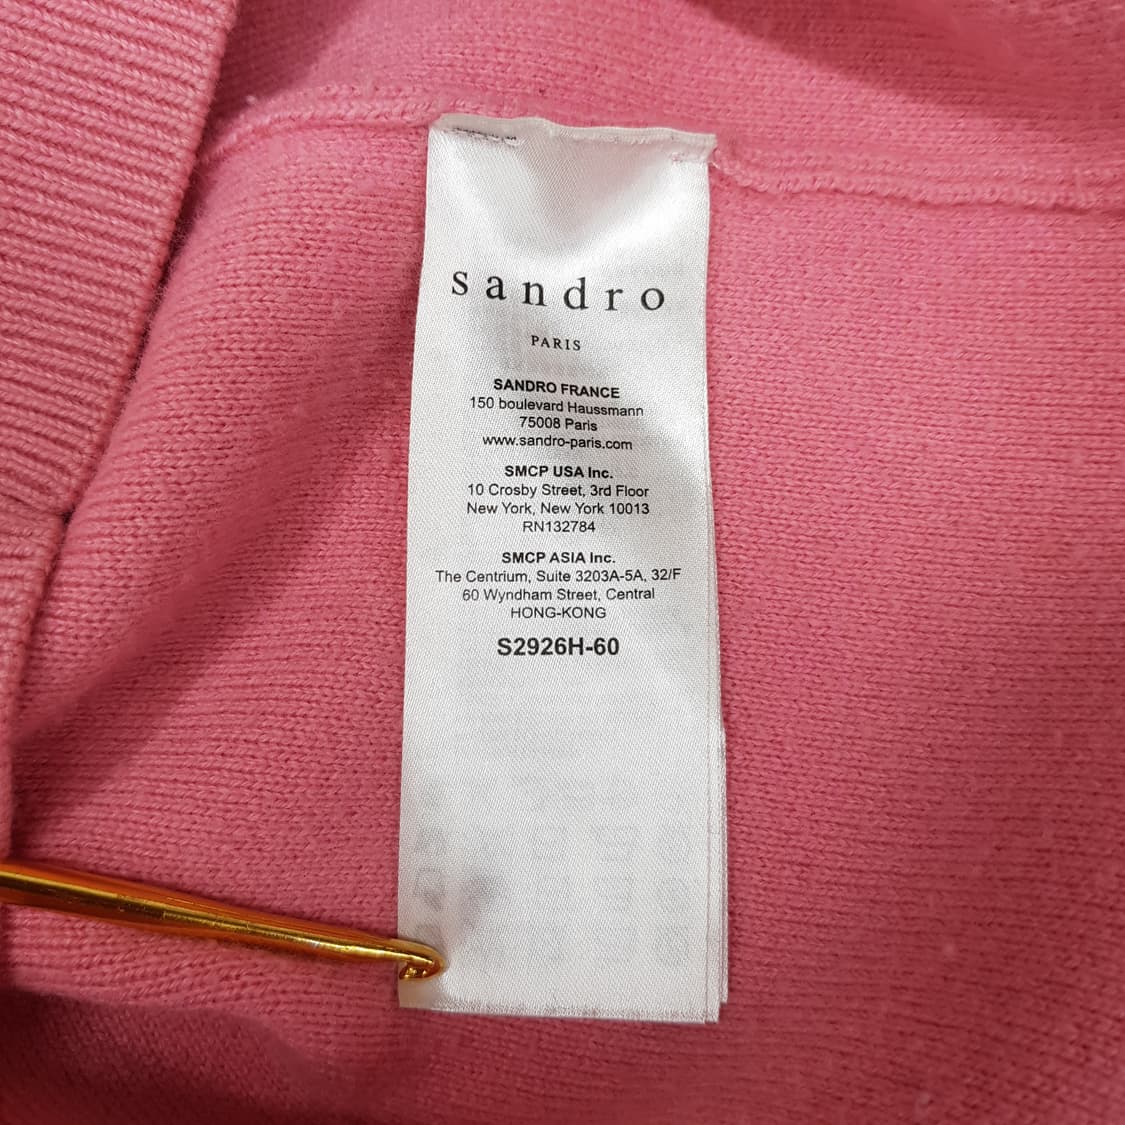 sandro
PARIS
SANDRO FRANCE
150 boulevard Haussmann
75008 Paris
www.sandro-paris.com
SMCP USA Inc.
10 Crosby Street, 3rd Floor
New York, New York 10013
RN132784
SMCP ASIA Inc.
The Centrium, Suite 3203A-5A, 32/F
60 Wyndham Street, Central
HONG-KONG
S2926H-60